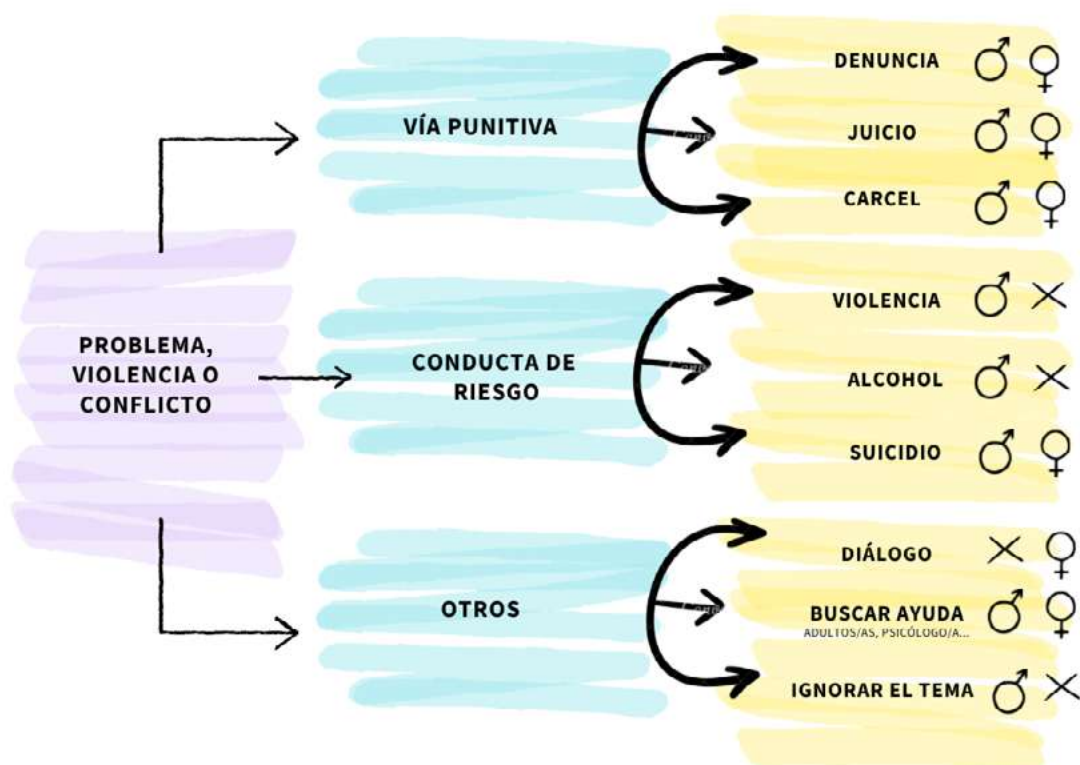 VÍA PUNITIVA
DENUNCIA
JUICIO
CARCEL
PROBLEMA,
VIOLENCIA O
CONFLICTO
CONDUCTA DE
RIESGO
VIOLENCIA
ALCOHOL
SUICIDIO
OTROS
DIÁLOGO
BUSCAR AYUDA
ADULTOS/AS, PSICÓLOGO/A...
IGNORAR EL TEMA